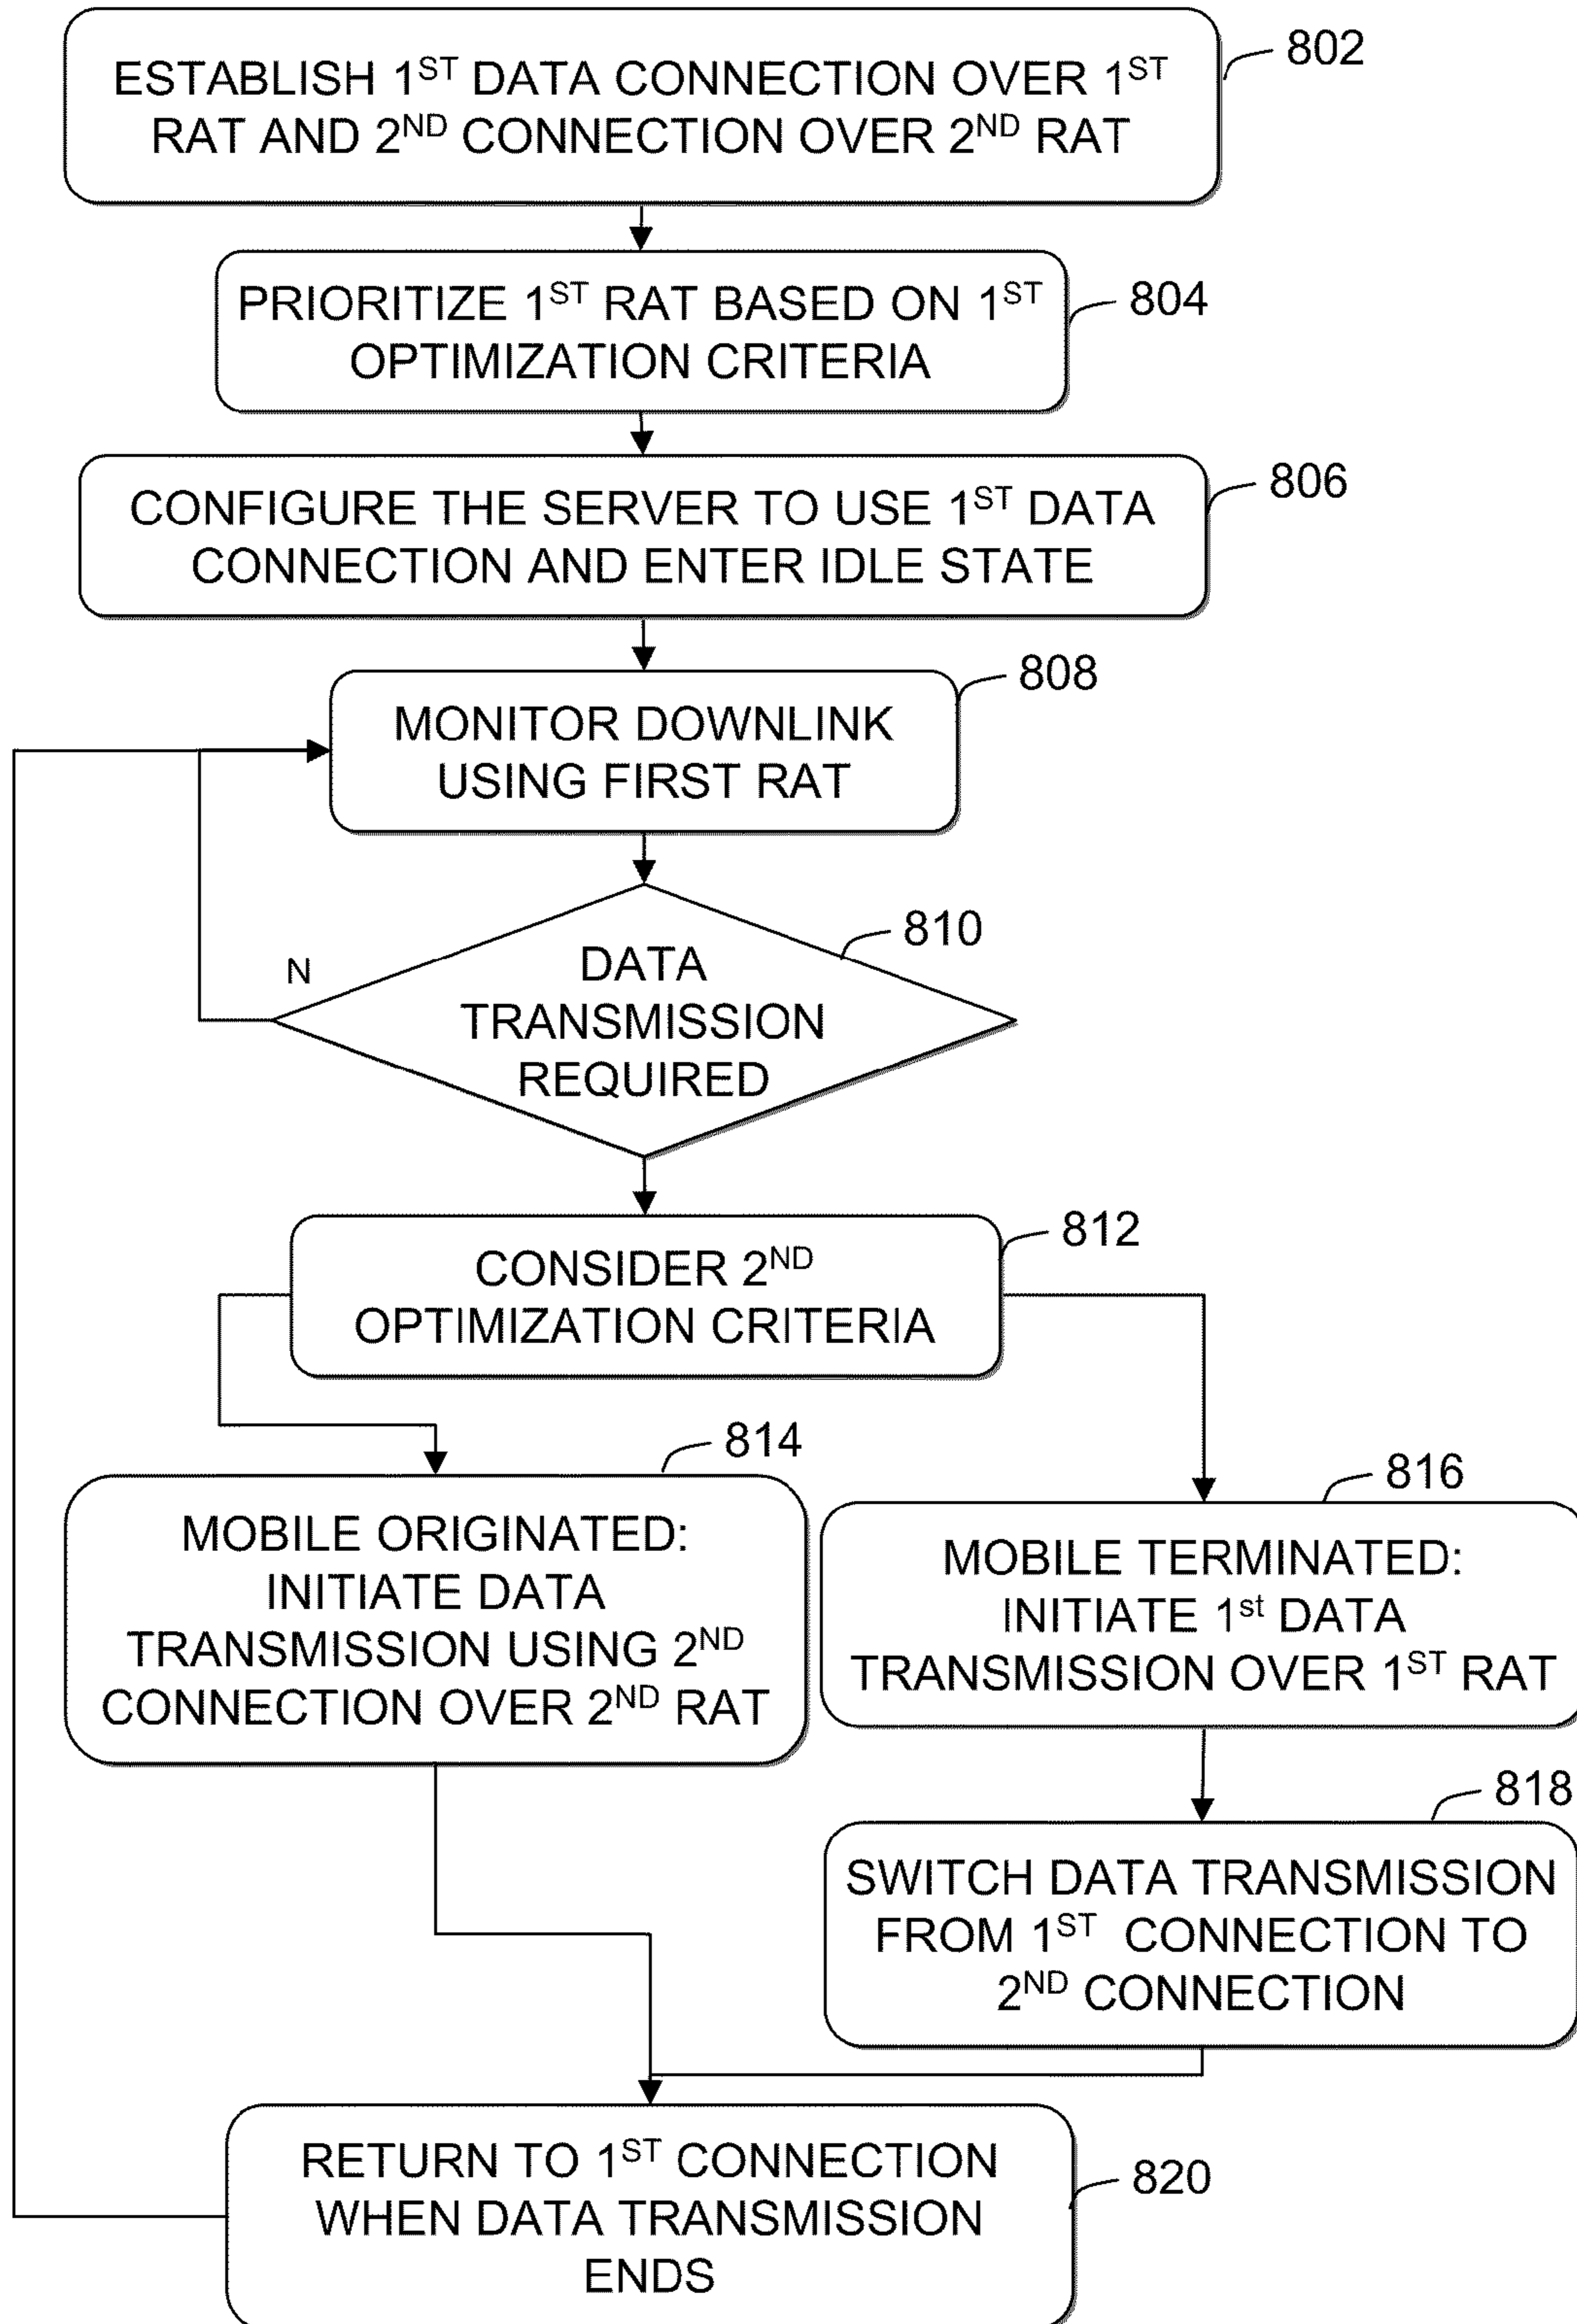 802
ESTABLISH 1ST DATA CONNECTION OVER 1ST
RAT AND 2ND CONNECTION OVER 2ND RAT
804
PRIORITIZE 1ST RAT BASED ON 1ST
OPTIMIZATION CRITERIA
806
CONFIGURE THE SERVER TO USE 1ST DATA
CONNECTION AND ENTER IDLE STATE
808
MONITOR DOWNLINK
USING FIRST RAT
810
N
DATA
TRANSMISSION
REQUIRED
812
CONSIDER 2ND
OPTIMIZATION CRITERIA
814
MOBILE ORIGINATED:
INITIATE DATA
TRANSMISSION USING 2ND
CONNECTION OVER 2ND RAT
816
MOBILE TERMINATED:
INITIATE 1st DATA
TRANSMISSION OVER 1ST RAT
818
SWITCH DATA TRANSMISSION
FROM 1ST CONNECTION TO
2ND CONNECTION
820
RETURN TO 1ST CONNECTION
WHEN DATA TRANSMISSION
ENDS